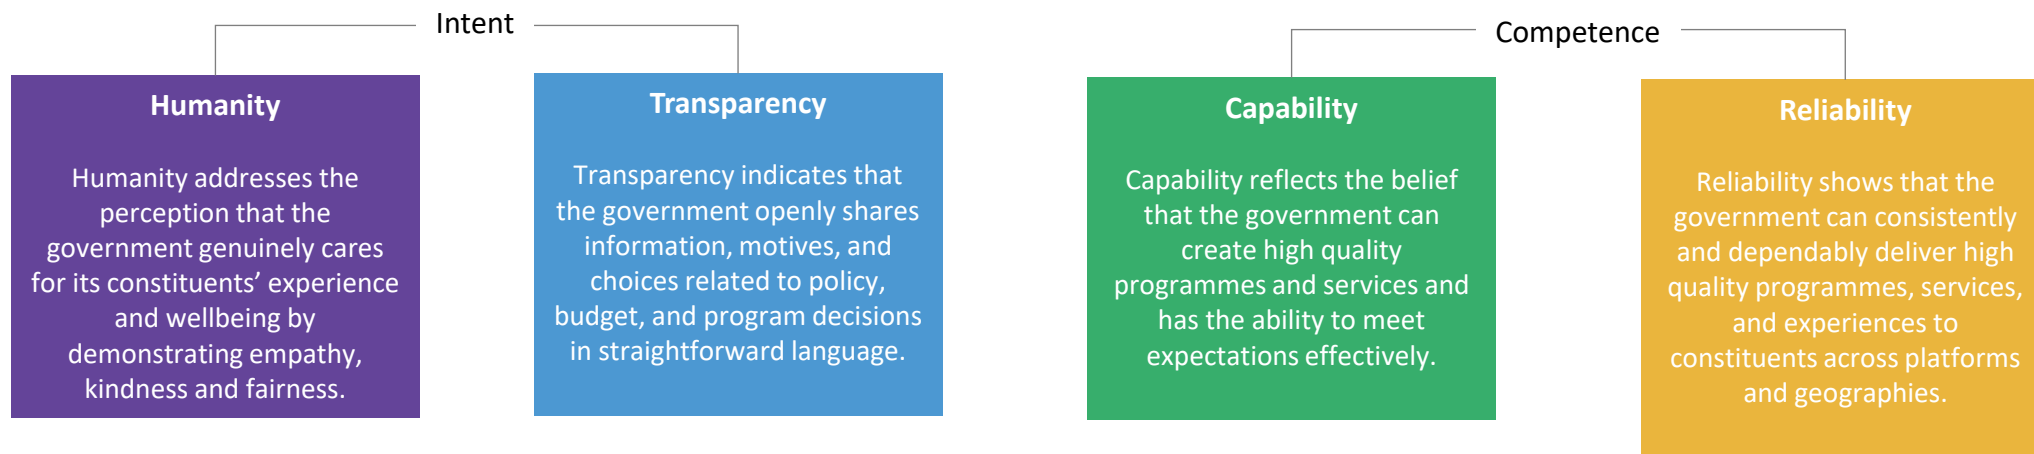 Intent
Competence
Humanity
Humanity addresses the
perception that the
government genuinely cares
for its constituents’ experience
and wellbeing by
demonstrating empathy,
kindness and fairness.
Transparency
Transparency indicates that
the government openly shares
information, motives, and
choices related to policy,
budget, and program decisions
in straightforward language.
Capability
Capability reflects the belief
that the government can
create high quality
programmes and services and
has the ability to meet
expectations effectively.
Reliability
Reliability shows that the
government can consistently
and dependably deliver high
quality programmes, services,
and experiences to
constituents across platforms
and geographies.